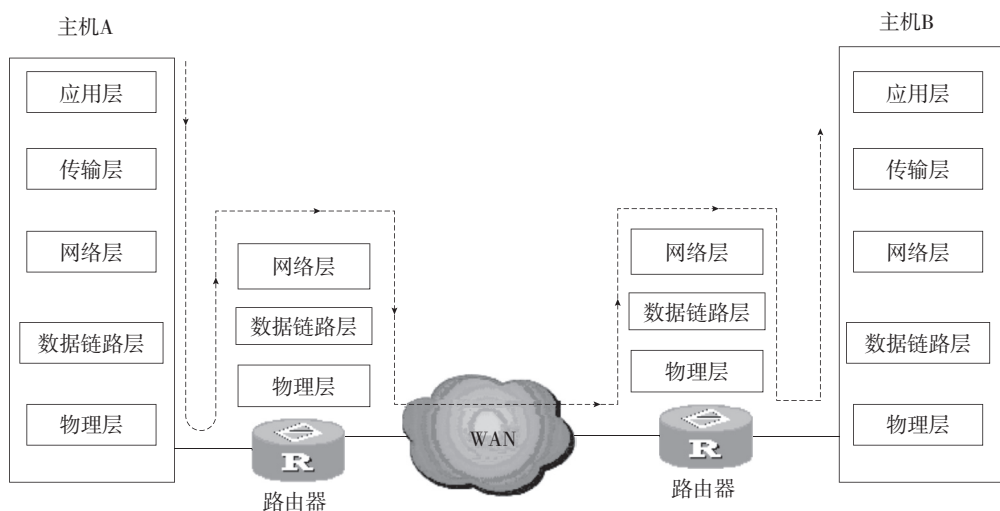 主机A
应用层
传输层
网络层
数据链路层
物理层
网络层
数据链路层
物理层
R
路由器
WAN
网络层
数据链路层
物理层
R
路由器
主机B
应用层
传输层
网络层
数据链路层
物理层